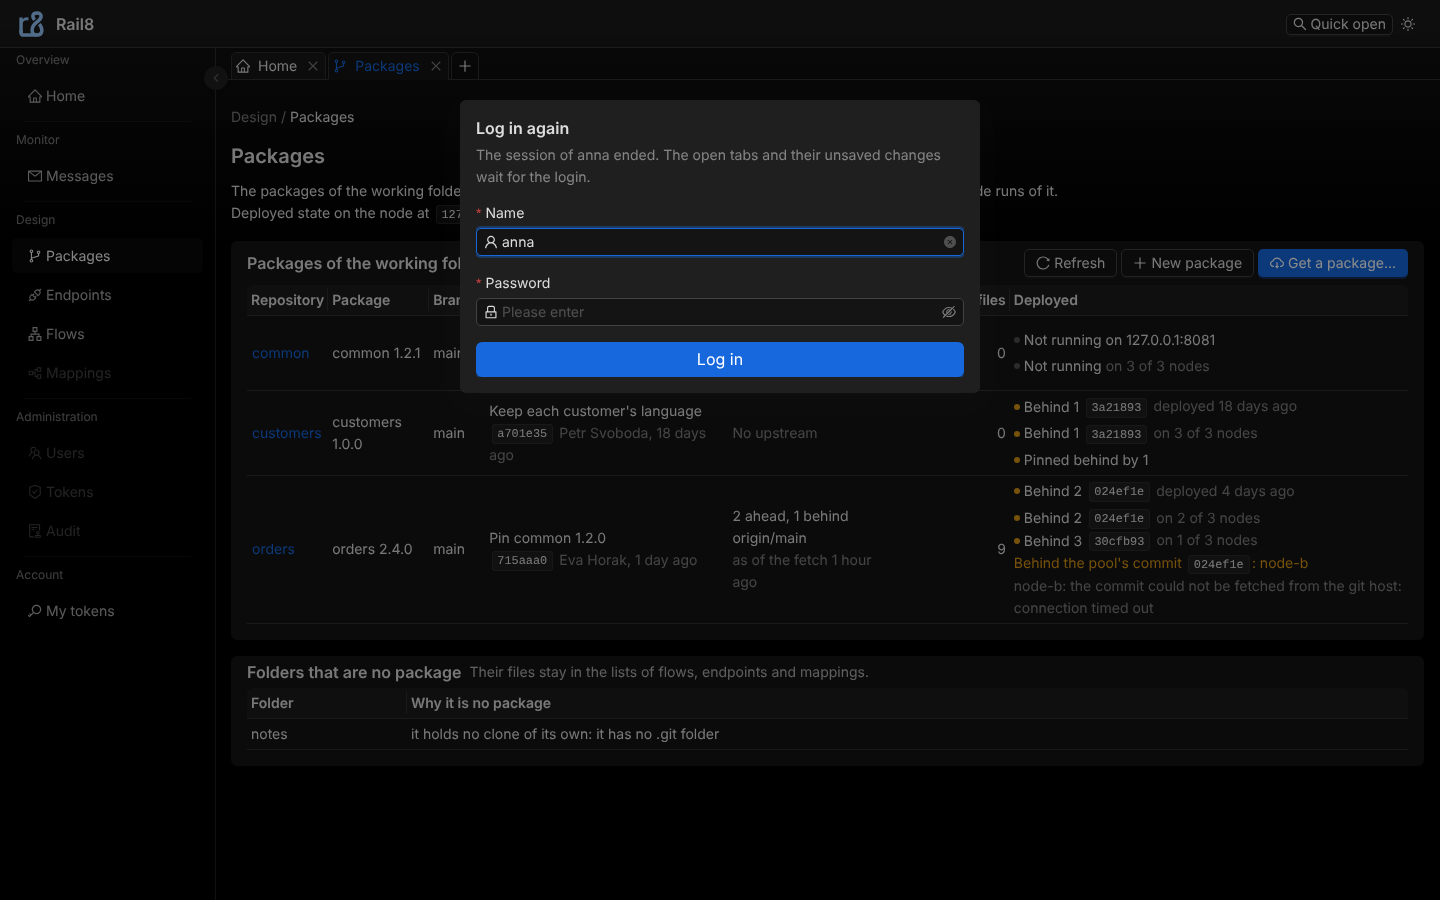 r8 Rail8
Quick open
Overview
Home
Monitor
Messages
Design
Packages
Endpoints
Flows
Mappings
Administration
Users
Tokens
Audit
Account
My tokens
Home
Packages
Design / Packages
Packages
The packages of the working folde
de runs of it.
Deployed state on the node at 127
Log in again
The session of anna ended. The open tabs and their unsaved changes
wait for the login.
* Name
anna
* Password
Please enter
Log in
Packages of the working fol
Refresh
New package
Get a package...
Repository Package Bran files Deployed
common common 1.2.1 main 0
Not running on 127.0.0.1:8081
Not running on 3 of 3 nodes
customers customers 1.0.0 main
Keep each customer's language
a701e35 Petr Svoboda, 18 days
ago
No upstream
0
Behind 1 3a21893 deployed 18 days ago
Behind 1 3a21893 on 3 of 3 nodes
Pinned behind by 1
orders orders 2.4.0 main
Pin common 1.2.0
715aaa0 Eva Horak, 1 day ago
2 ahead, 1 behind
origin/main
as of the fetch 1 hour
ago
9
Behind 2 024ef1e deployed 4 days ago
Behind 2 024ef1e on 2 of 3 nodes
Behind 3 30cfb93 on 1 of 3 nodes
Behind the pool's commit 024ef1e : node-b
node-b: the commit could not be fetched from the git host:
connection timed out
Folders that are no package Their files stay in the lists of flows, endpoints and mappings.
Folder Why it is no package
notes it holds no clone of its own: it has no .git folder